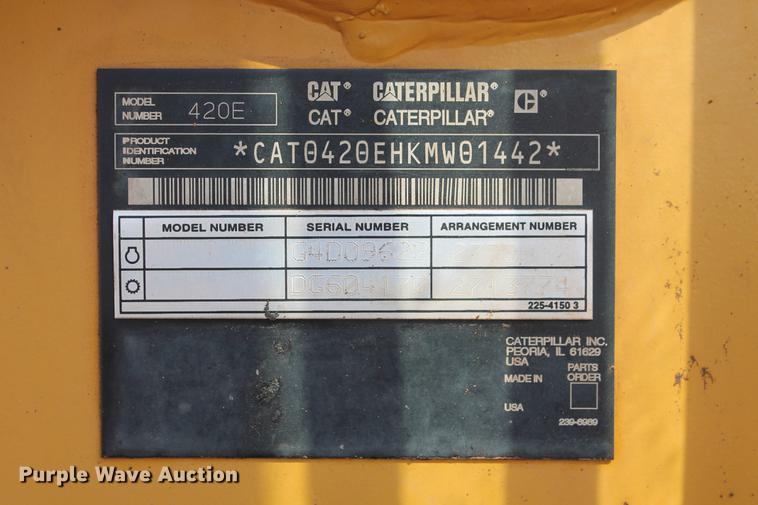 CAT® CATERPILLAR® C®
CAT® CATERPILLAR®
MODEL NUMBER 420E
PRODUCT IDENTIFICATION NUMBER *CAT0420EHKMW01442*
MODEL NUMBER SERIAL NUMBER ARRANGEMENT NUMBER
225-4150 3
CATERPILLAR INC.
PEORIA, IL 61629
USA
PARTS ORDER
MADE IN
USA
239-6969
Purple Wave Auction